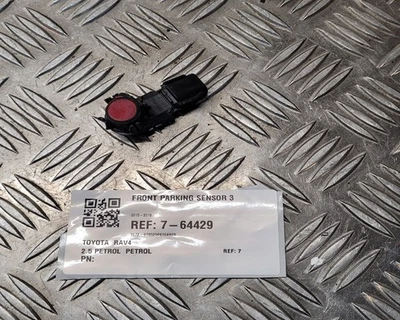 FRONT PARKING SENSOR 3
REF: 7-64429
TOYOTA RAV4
2.5 PETROL PETROL
REF: 7
PN: